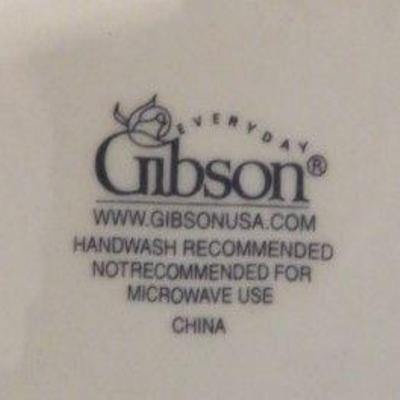 EVERYDAY
Gibson®
WWW.GIBSONUSA.COM
HANDWASH RECOMMENDED
NOTRECOMMENDED FOR
MICROWAVE USE
CHINA